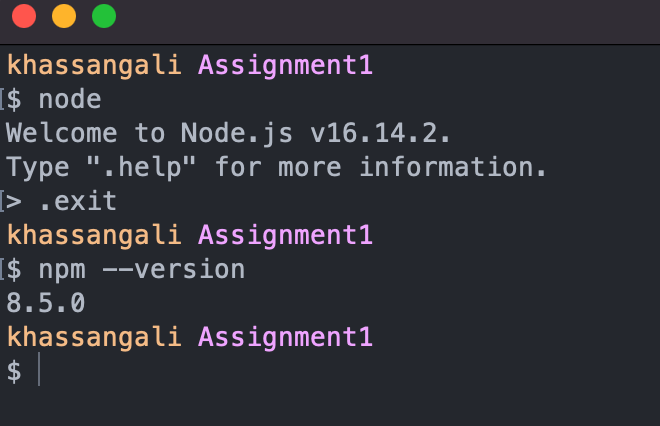 khassangali Assignment1
[$ node
Welcome to Node.js v16.14.2.
Type ".help" for more information.
[> .exit
khassangali Assignment1
[$ npm --version
8.5.0
khassangali Assignment1
$